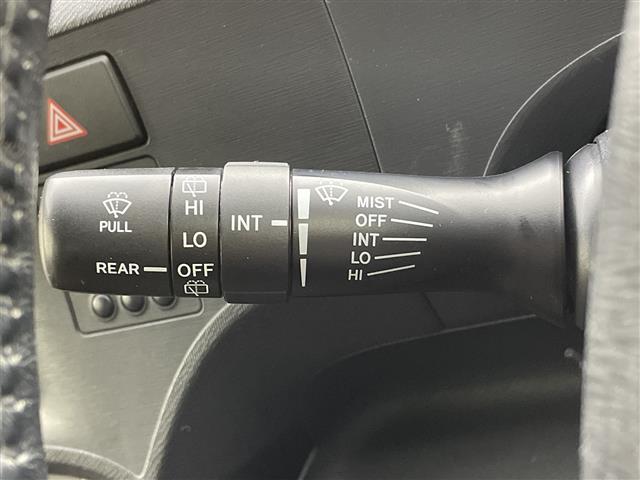 PULL
REAR
HI
LO
OFF
INT
MIST
OFF
INT
LO
HI